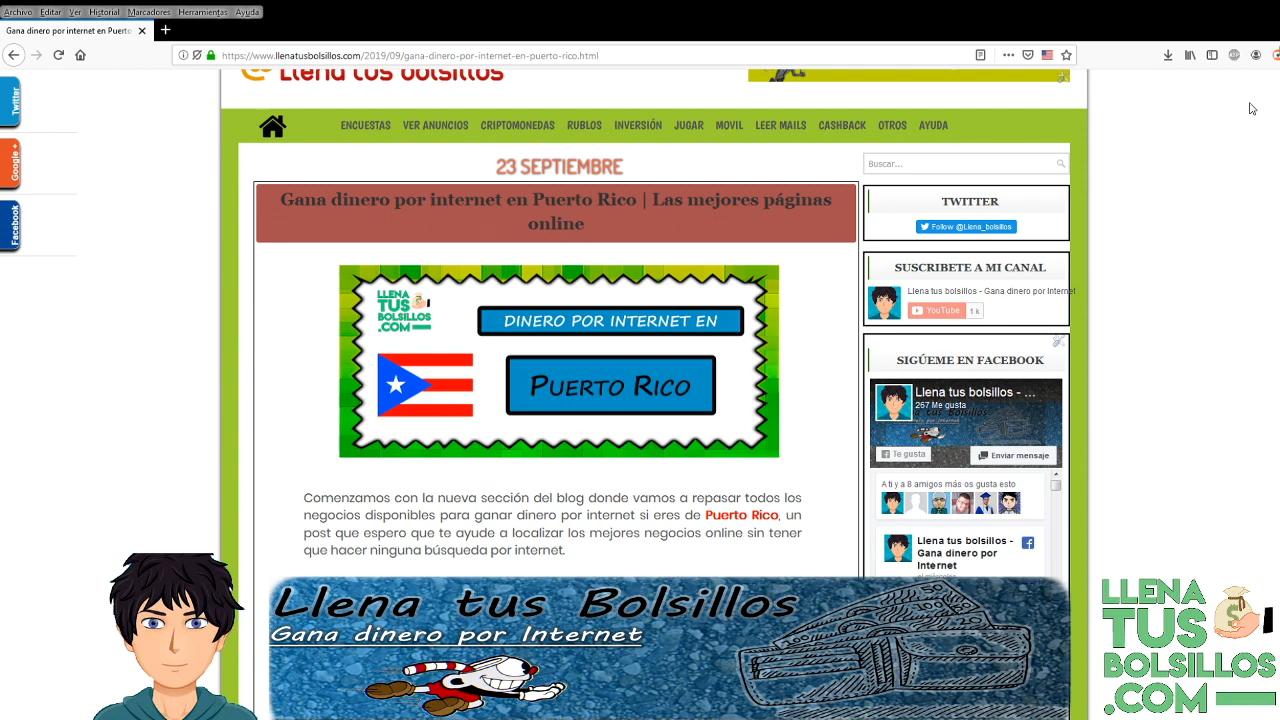 Archivo Editar Ver Historial Marcadores Herramientas Ayuda
Gana dinero por internet en Puerto
https://www.llenatusbolsillos.com/2019/09/gana-dinero-por-internet-en-puerto-rico.html
Twitter
Google +
Facebook
Llena tus bolsillos
ENCUESTAS VER ANUNCIOS CRIPTOMONEDAS RUBLOS INVERSIÓN JUGAR MOVIL LEER MAILS CASHBACK OTROS AYUDA
23 SEPTIEMBRE
Gana dinero por internet en Puerto Rico | Las mejores páginas
online
LLENA
TUS
BOLSILLOS
.COM
DINERO POR INTERNET EN
PUERTO RICO
Comenzamos con la nueva sección del blog donde vamos a repasar todos los
negocios disponibles para ganar dinero por internet si eres de Puerto Rico, un
post que espero que te ayude a localizar los mejores negocios online sin tener
que hacer ninguna búsqueda por internet.
Buscar...
TWITTER
Follow @Llena_bolsillos
SUSCRIBETE A MI CANAL
Llena tus bolsillos - Gana dinero por Internet
YouTube 1 k
SIGÚEME EN FACEBOOK
Llena tus bolsillos - ...
267 Me gusta
Te gusta
Enviar mensaje
A ti y a 8 amigos más os gusta esto
Llena tus bolsillos -
Gana dinero por
Internet
Llena tus Bolsillos
Gana dinero por Internet
LLENA
TUS
BOLSILLOS
.COM